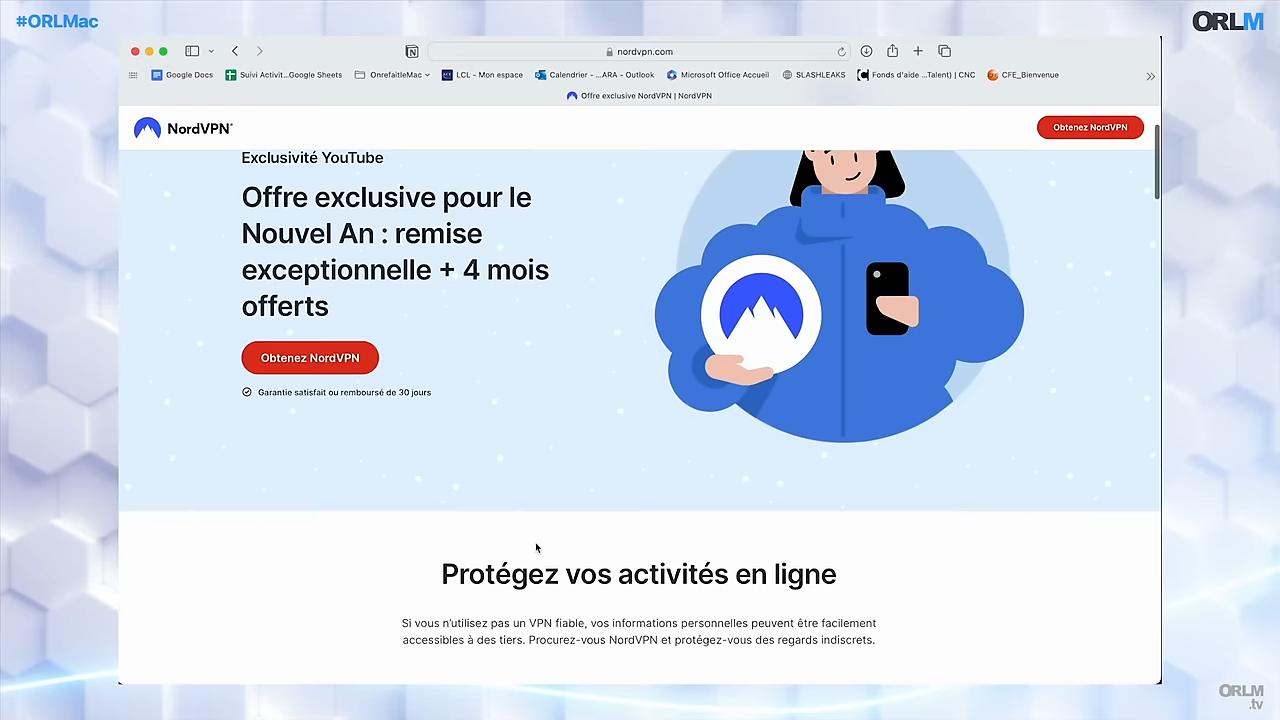 #ORLMac
ORLM
nordvpn.com
Google Docs
Suivi Activit...Google Sheets
OnrefaitleMac
LCL - Mon espace
Calendrier - ...ARA - Outlook
Microsoft Office Accueil
SLASHLEAKS
Fonds d'aide ...Talent) | CNC
CFE_Bienvenue
Offre exclusive NordVPN | NordVPN
NordVPN®
Obtenez NordVPN
Exclusivité YouTube
Offre exclusive pour le
Nouvel An : remise
exceptionnelle + 4 mois
offerts
Obtenez NordVPN
Garantie satisfait ou remboursé de 30 jours
Protégez vos activités en ligne
Si vous n'utilisez pas un VPN fiable, vos informations personnelles peuvent être facilement
accessibles à des tiers. Procurez-vous NordVPN et protégez-vous des regards indiscrets.
ORLM
.tv